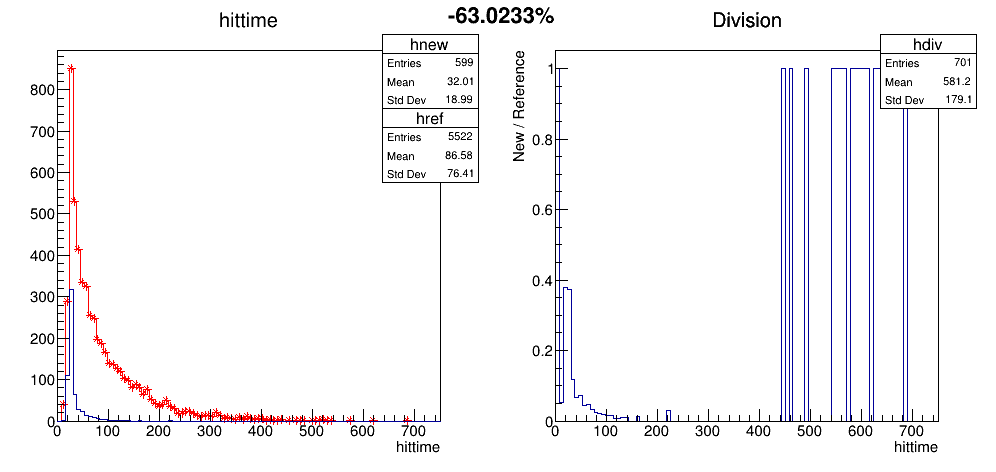 -63.0233%
hittime
hnew
Entries 599
Mean 32.01
Std Dev 18.99
href
Entries 5522
Mean 86.58
Std Dev 76.41
800
700
600
500
400
300
200
100
0
0 100 200 300 400 500 600 700
hittime
Division
hdiv
Entries 701
Mean 581.2
Std Dev 179.1
New / Reference
1
0.8
0.6
0.4
0.2
0
0 100 200 300 400 500 600 700
hittime